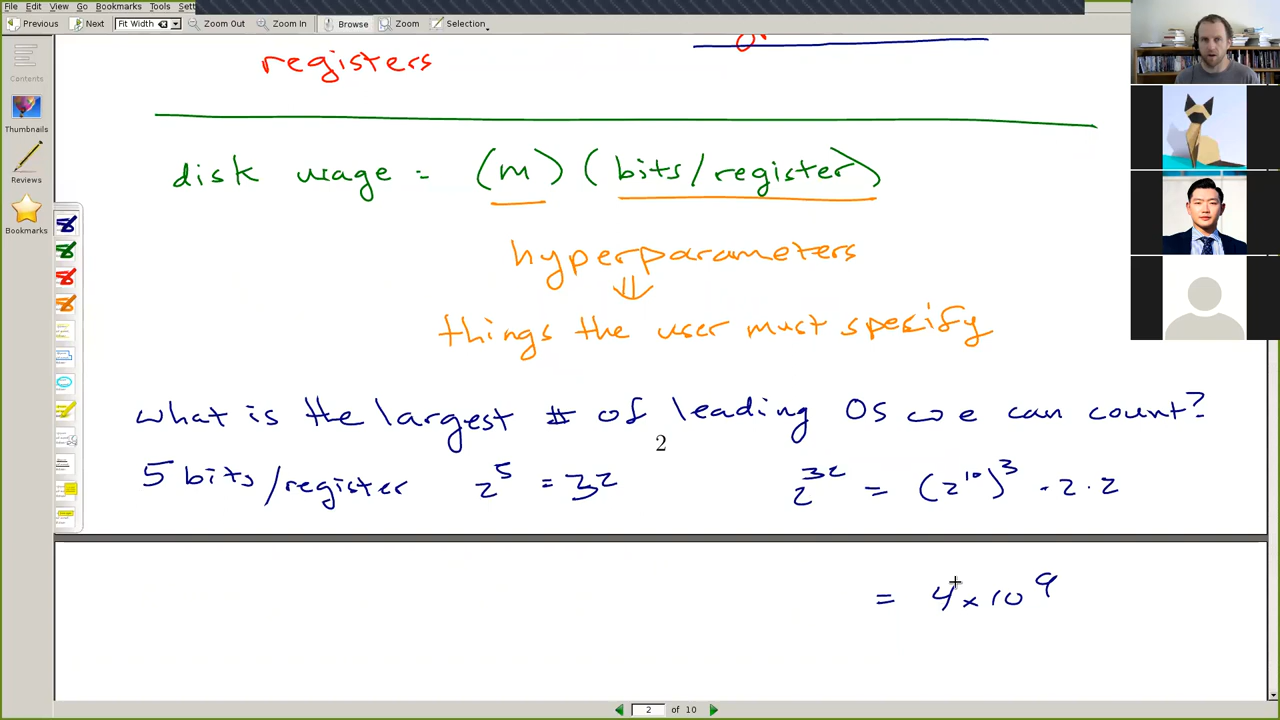 File Edit View Go Bookmarks Tools
Previous Next Fit Width Zoom Out Zoom In Browse Zoom Selection
Contents
Thumbnails
Reviews
Bookmarks
registers
disk usage = (m) (bits/register)
hyperparameters
⇓
things the user must specify
what is the largest # of leading 0s we can count?
2
5 bits/register 2^5 = 32 2^32 = (2^10)^3 · 2 · 2
= 4 × 10^9
2 of 10